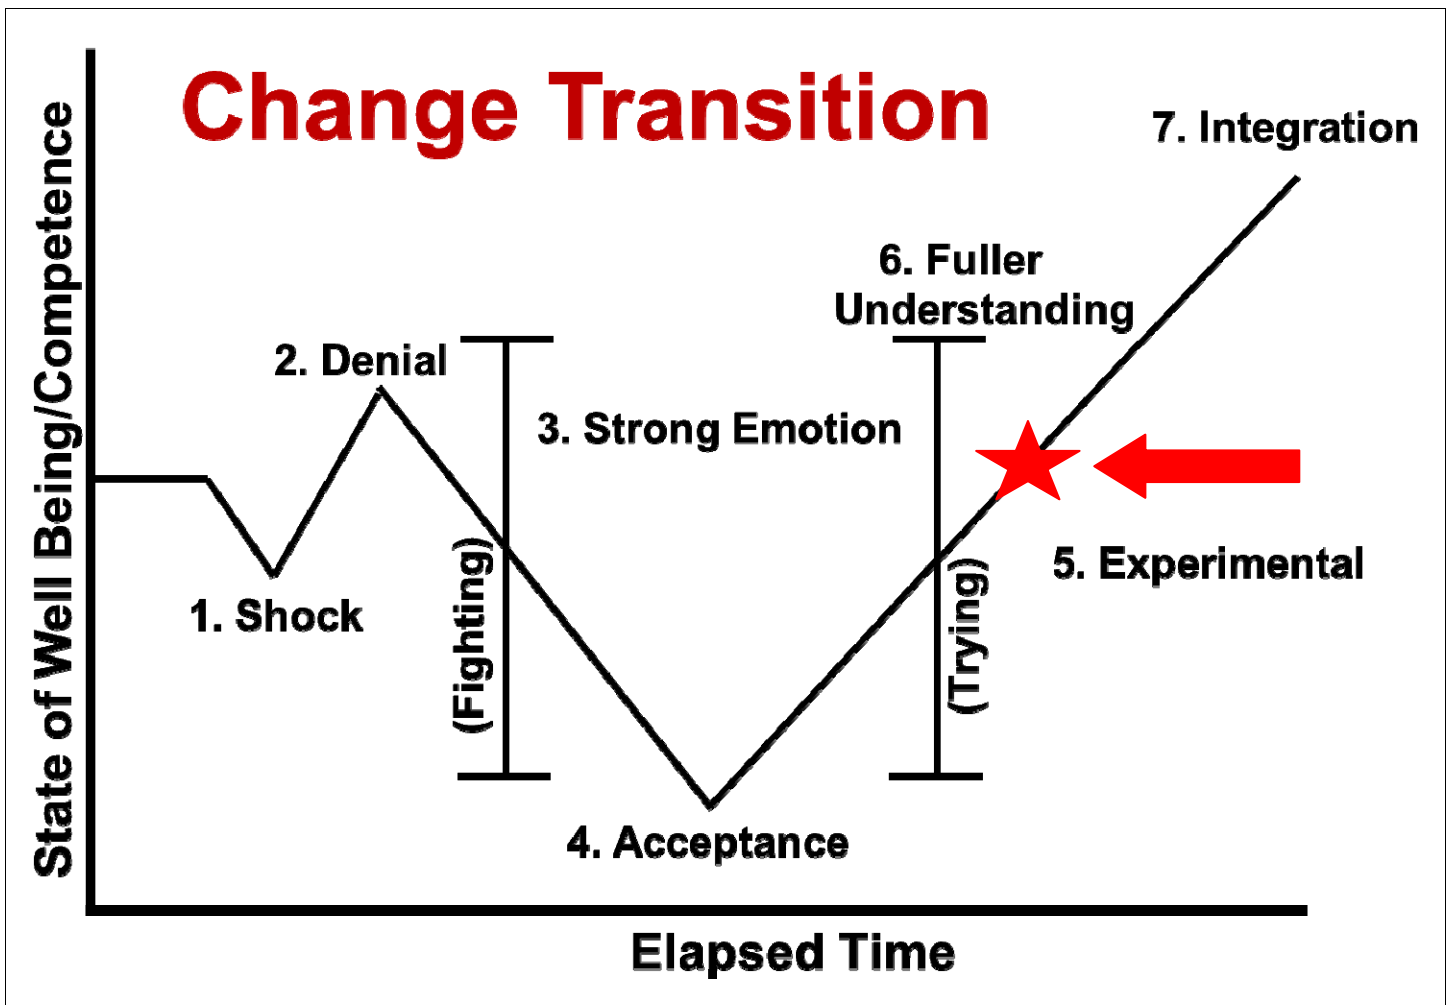 Change Transition
7. Integration
6. Fuller
Understanding
2. Denial
3. Strong Emotion
5. Experimental
1. Shock
(Fighting)
(Trying)
4. Acceptance
State of Well Being/Competence
Elapsed Time